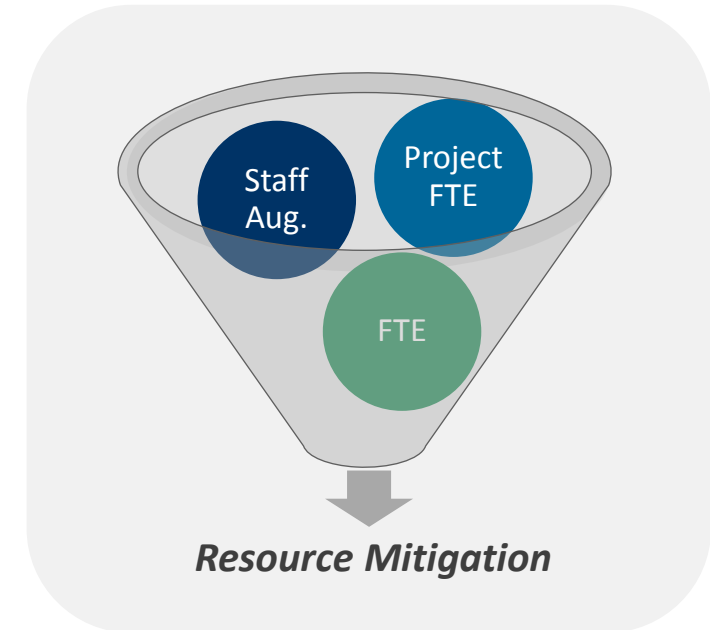 Staff
Aug.
Project
FTE
FTE
Resource Mitigation